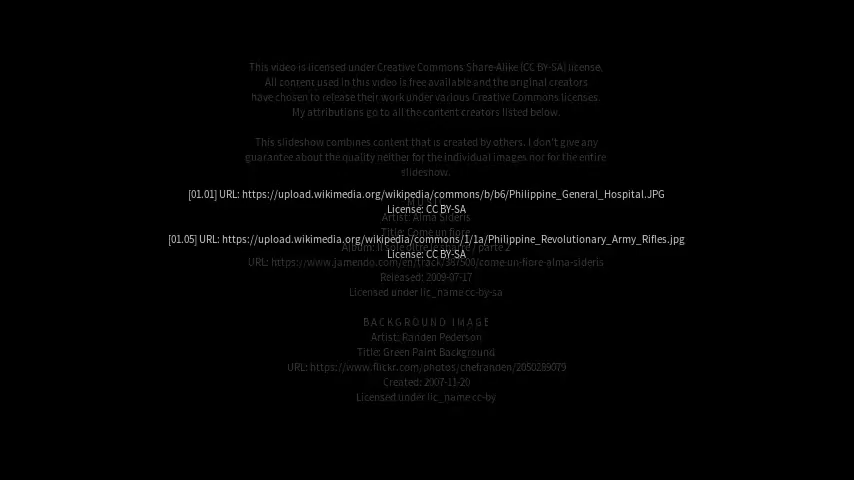 This video is licensed under Creative Commons Share-Alike (CC BY-SA) license.
All content used in this video is free available and the original creators
have chosen to release their work under various Creative Commons licenses.
My attributions go to all the content creators listed below.
This slideshow combines content that is created by others. I don't give any
guarantee about the quality neither for the individual images nor for the entire
slideshow.
[01.01] URL: https://upload.wikimedia.org/wikipedia/commons/b/b6/Philippine_General_Hospital.JPG
License: CC BY-SA
Artist: Alma Sideris
Title: Come un fiore
[01.05] URL: https://upload.wikimedia.org/wikipedia/commons/1/1a/Philippine_Revolutionary_Army_Rifles.jpg
Album: parte 2
License: CC BY-SA
URL: https://www.jamendo.com/en/track/387500/come-un-fiore-alma-sideris
Released: 2009-07-17
Licensed under lic_name cc-by-sa
BACKGROUND IMAGE
Artist: Randen Pederson
Title: Green Paint Background
URL: https://www.flickr.com/photos/chefranden/2050289079
Created: 2007-11-20
Licensed under lic_name cc-by